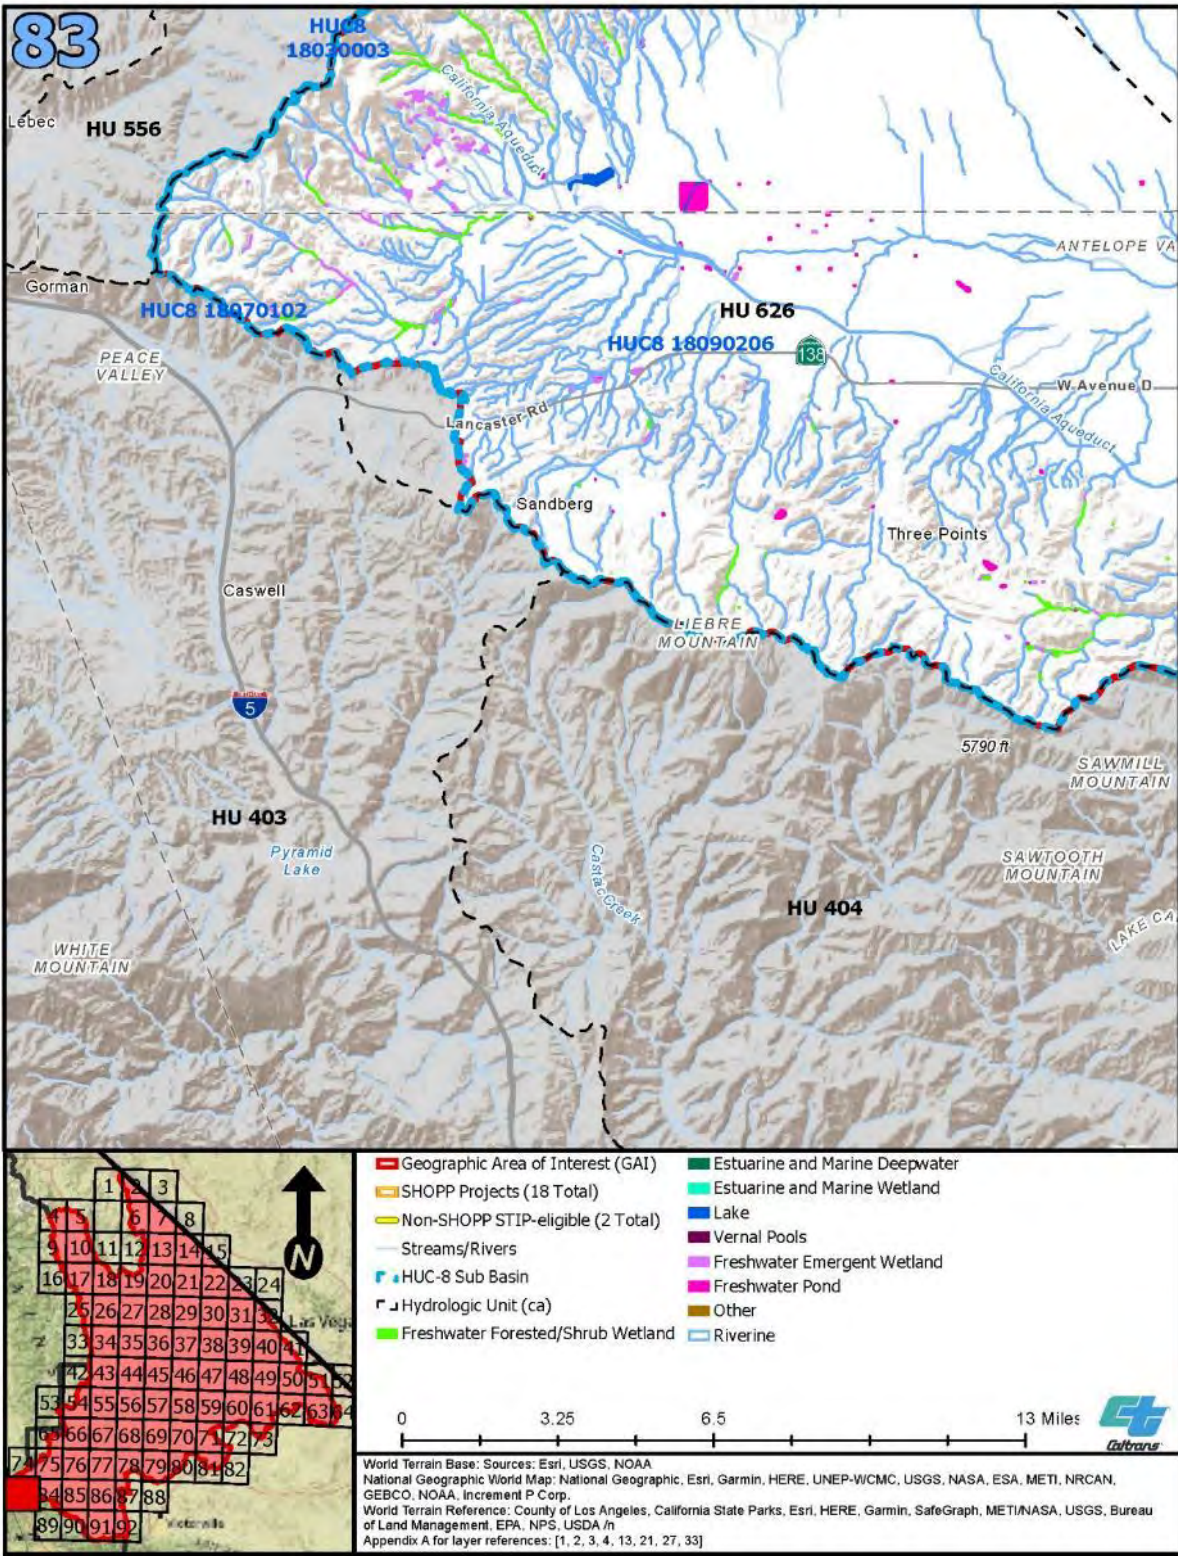 83
HUC8
18030003
Lebec
HU 556
California Aqueduct
ANTELOPE VA
Gorman
HUC8 18070102
HU 626
HUC8 18090206
138
PEACE
VALLEY
W Avenue D
California Aqueduct
Lancaster Rd
Sandberg
Three Points
Caswell
LIEBRE
MOUNTAIN
5
5790 ft
SAWMILL
MOUNTAIN
HU 403
Pyramid
Lake
Castaic Creek
SAWTOOTH
MOUNTAIN
HU 404
LAKE CA
WHITE
MOUNTAIN
1 2 3
4 5 6 7 8
9 10 11 12 13 14 15
16 17 18 19 20 21 22 23 24
25 26 27 28 29 30 31 32
Las Vega
33 34 35 36 37 38 39 40 41
42 43 44 45 46 47 48 49 50 51 52
53 54 55 56 57 58 59 60 61 62 63 64
65 66 67 68 69 70 71 72 73
74 75 76 77 78 79 80 81 82
84 85 86 87 88
89 90 91 92
Victorville
N
Geographic Area of Interest (GAI)
SHOPP Projects (18 Total)
Non-SHOPP STIP-eligible (2 Total)
Streams/Rivers
HUC-8 Sub Basin
Hydrologic Unit (ca)
Freshwater Forested/Shrub Wetland
Estuarine and Marine Deepwater
Estuarine and Marine Wetland
Lake
Vernal Pools
Freshwater Emergent Wetland
Freshwater Pond
Other
Riverine
0 3.25 6.5 13 Miles
Caltrans
World Terrain Base: Sources: Esri, USGS, NOAA
National Geographic World Map: National Geographic, Esri, Garmin, HERE, UNEP-WCMC, USGS, NASA, ESA, METI, NRCAN,
GEBCO, NOAA, Increment P Corp.
World Terrain Reference: County of Los Angeles, California State Parks, Esri, HERE, Garmin, SafeGraph, METI/NASA, USGS, Bureau
of Land Management, EPA, NPS, USDA /n
Appendix A for layer references: [1, 2, 3, 4, 13, 21, 27, 33]